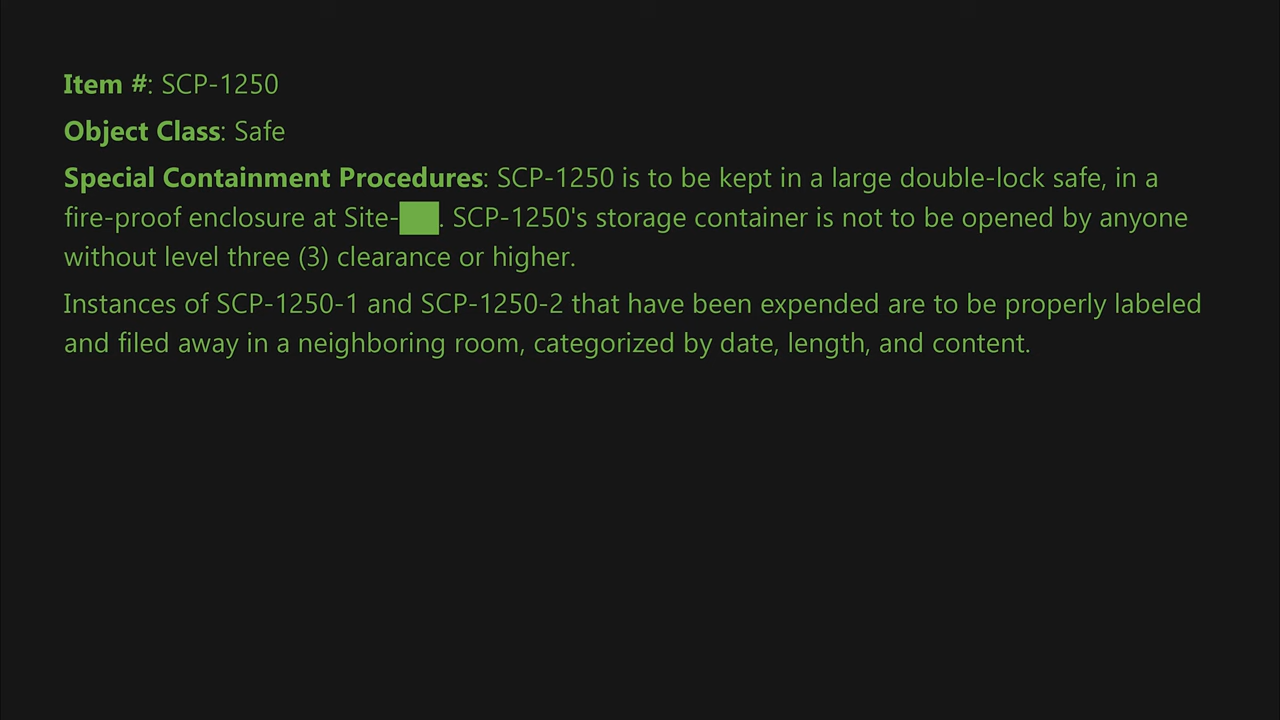 Item #: SCP-1250
Object Class: Safe
Special Containment Procedures: SCP-1250 is to be kept in a large double-lock safe, in a
fire-proof enclosure at Site-██. SCP-1250's storage container is not to be opened by anyone
without level three (3) clearance or higher.
Instances of SCP-1250-1 and SCP-1250-2 that have been expended are to be properly labeled
and filed away in a neighboring room, categorized by date, length, and content.